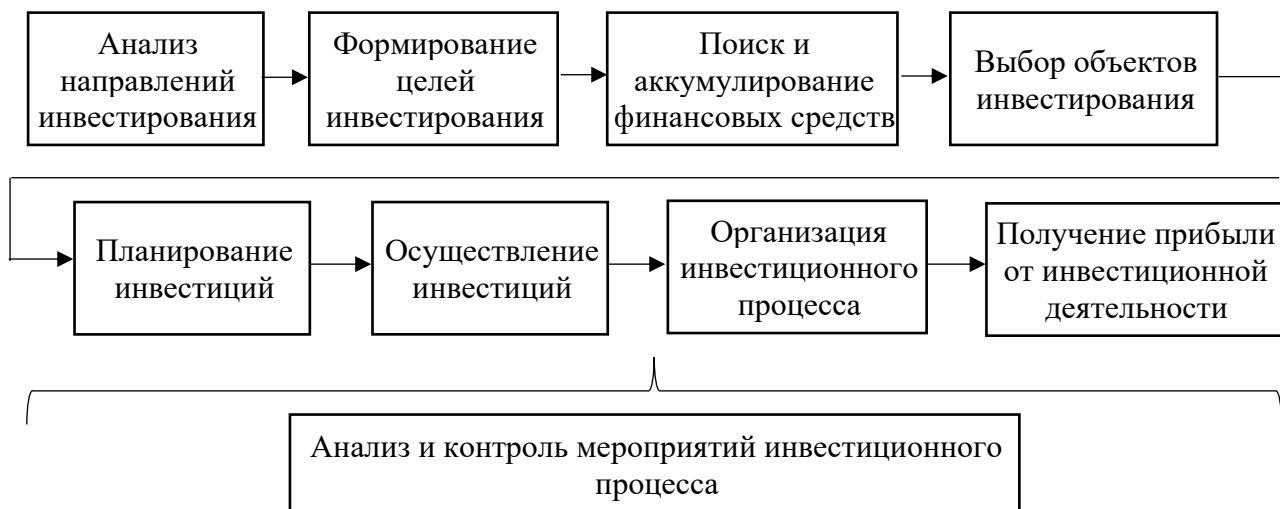 Анализ
направлений
инвестирования
Формирование
целей
инвестирования
Поиск и
аккумулирование
финансовых средств
Выбор объектов
инвестирования
Планирование
инвестиций
Осуществление
инвестиций
Организация
инвестиционного
процесса
Получение прибыли
от инвестиционной
деятельности
Анализ и контроль мероприятий инвестиционного
процесса